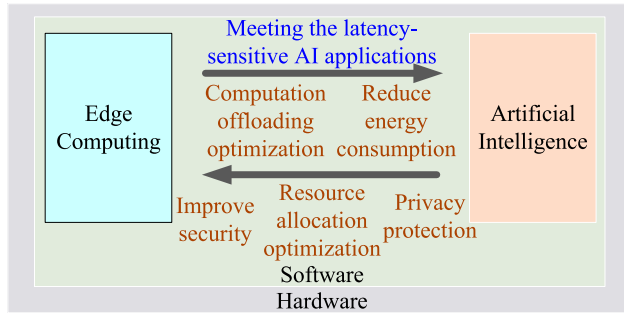 Meeting the latency-
sensitive AI applications
Edge
Computing
Computation
offloading
optimization
Reduce
energy
consumption
Artificial
Intelligence
Improve
security
Resource
allocation
optimization
Privacy
protection
Software
Hardware